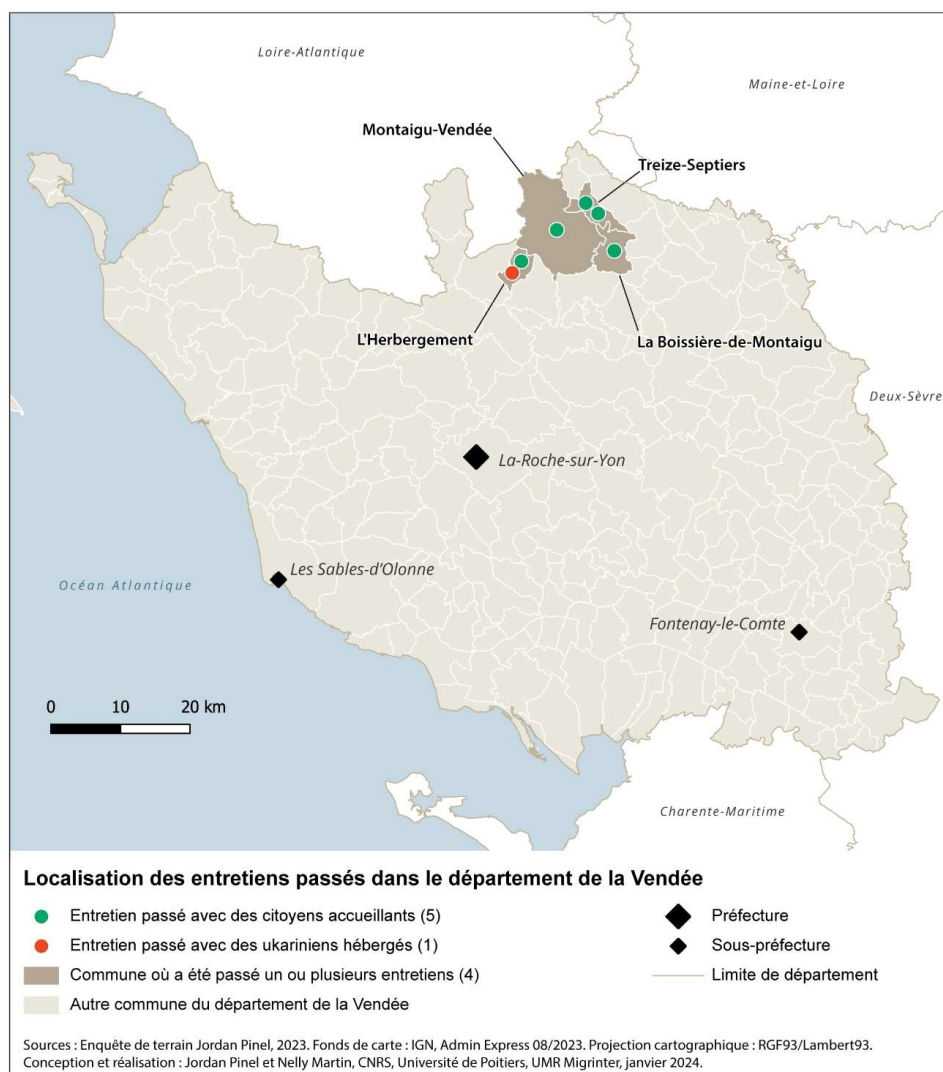 Loire-Atlantique
Maine-et-Loire
Montaigu-Vendée
Treize-Septiers
L'Herbergement
La Boissière-de-Montaigu
Deux-Sèvre
La-Roche-sur-Yon
Océan Atlantique
Les Sables-d'Olonne
Fontenay-le-Comte
0 10 20 km
Charente-Maritime
Localisation des entretiens passés dans le département de la Vendée
Entretien passé avec des citoyens accueillants (5)
Entretien passé avec des ukariniens hébergés (1)
Commune où a été passé un ou plusieurs entretiens (4)
Autre commune du département de la Vendée
Préfecture
Sous-préfecture
Limite de département
Sources : Enquête de terrain Jordan Pinel, 2023. Fonds de carte : IGN, Admin Express 08/2023. Projection cartographique : RGF93/Lambert93.
Conception et réalisation : Jordan Pinel et Nelly Martin, CNRS, Université de Poitiers, UMR Migrinter, janvier 2024.